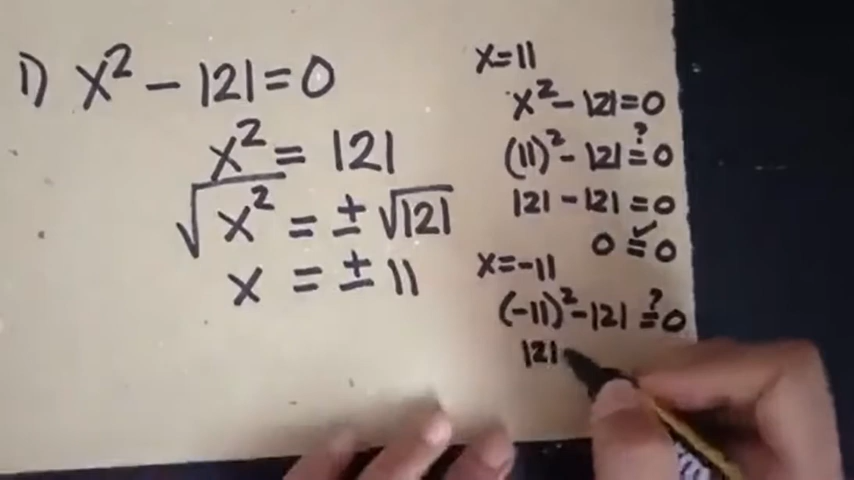 1) x² - 121 = 0
x² = 121
√x² = ± √121
x = ± 11
x = 11
x² - 121 = 0
(11)² - 121 ≟ 0
121 - 121 = 0
0 = 0 ✓
x = -11
(-11)² - 121 ≟ 0
121